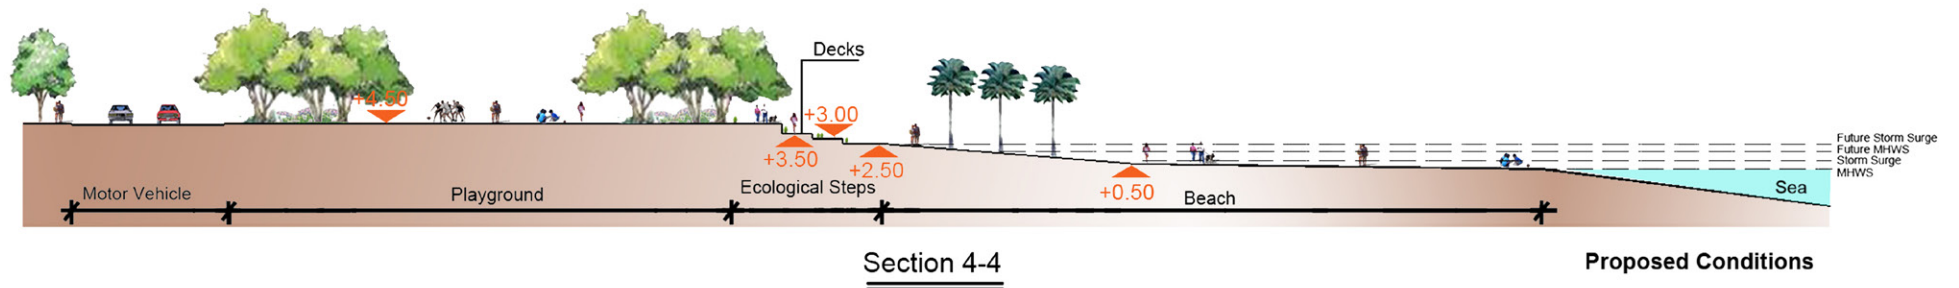 Decks
+4.50
+3.00
+3.50
+2.50
+0.50
Future Storm Surge
Future MHWS
Storm Surge
MHWS
Motor Vehicle
Playground
Ecological Steps
Beach
Sea
Section 4-4
Proposed Conditions